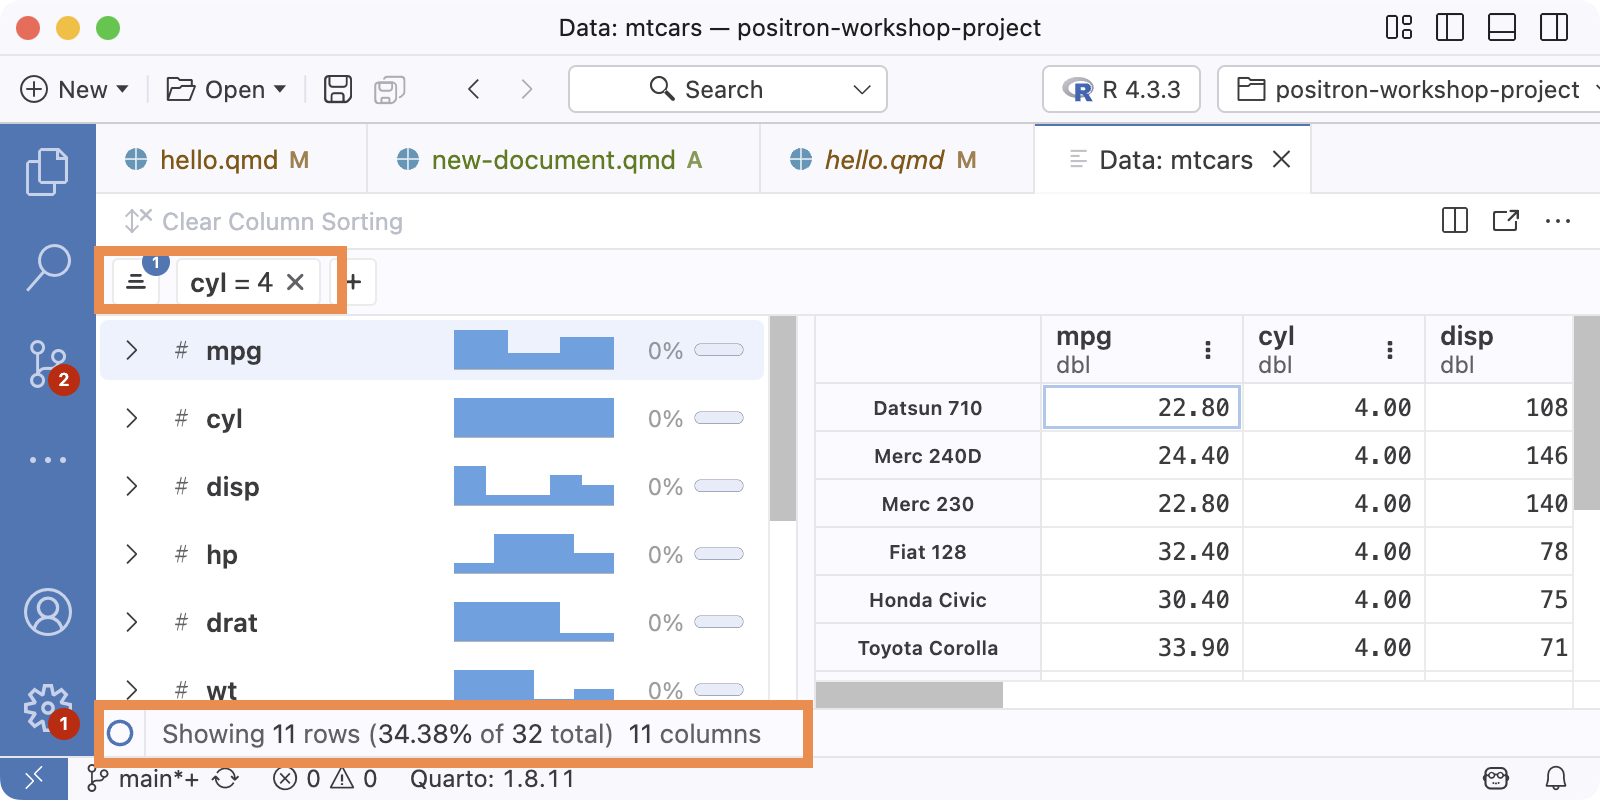 Data: mtcars — positron-workshop-project
New Open Search R 4.3.3 positron-workshop-project
hello.qmd M new-document.qmd A hello.qmd M Data: mtcars
Clear Column Sorting
1 cyl = 4 +
# mpg 0%
# cyl 0%
# disp 0%
# hp 0%
# drat 0%
# wt 0%
mpg cyl disp
dbl dbl dbl
Datsun 710 22.80 4.00 108
Merc 240D 24.40 4.00 146
Merc 230 22.80 4.00 140
Fiat 128 32.40 4.00 78
Honda Civic 30.40 4.00 75
Toyota Corolla 33.90 4.00 71
2
1
Showing 11 rows (34.38% of 32 total) 11 columns
main*+ 0 0 Quarto: 1.8.11